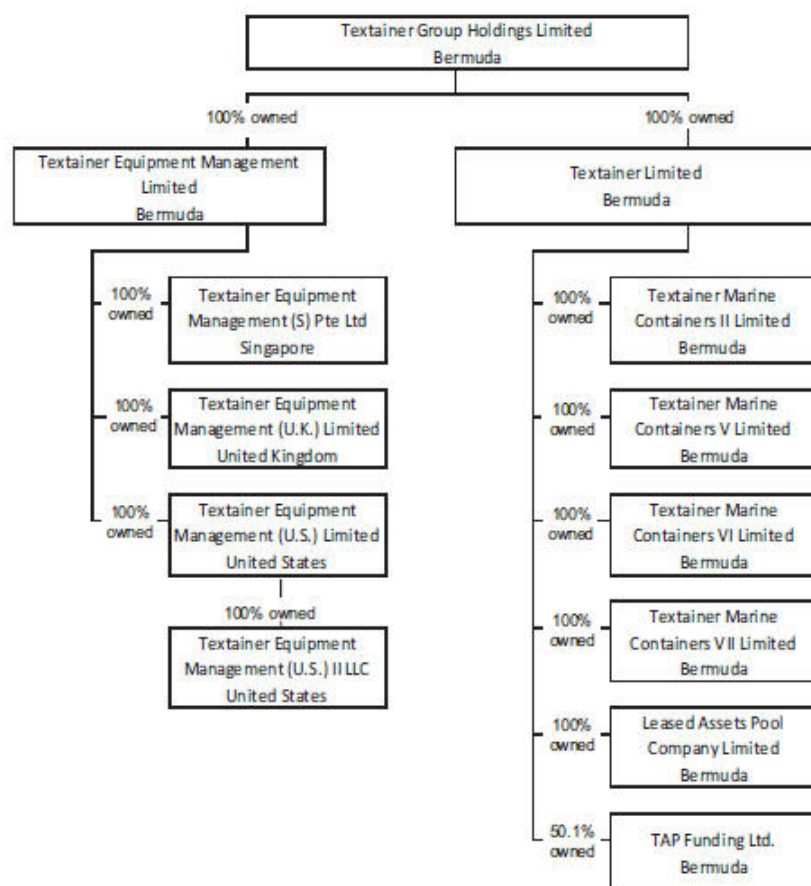 Textainer Group Holdings Limited
Bermuda
100% owned
100% owned
Textainer Equipment Management
Limited
Bermuda
Textainer Limited
Bermuda
100%
owned
Textainer Equipment
Management (S) Pte Ltd
Singapore
100%
owned
Textainer Equipment
Management (U.K.) Limited
United Kingdom
100%
owned
Textainer Equipment
Management (U.S.) Limited
United States
100% owned
Textainer Equipment
Management (U.S.) II LLC
United States
100%
owned
Textainer Marine
Containers II Limited
Bermuda
100%
owned
Textainer Marine
Containers V Limited
Bermuda
100%
owned
Textainer Marine
Containers VI Limited
Bermuda
100%
owned
Textainer Marine
Containers VII Limited
Bermuda
100%
owned
Leased Assets Pool
Company Limited
Bermuda
50.1%
owned
TAP Funding Ltd.
Bermuda